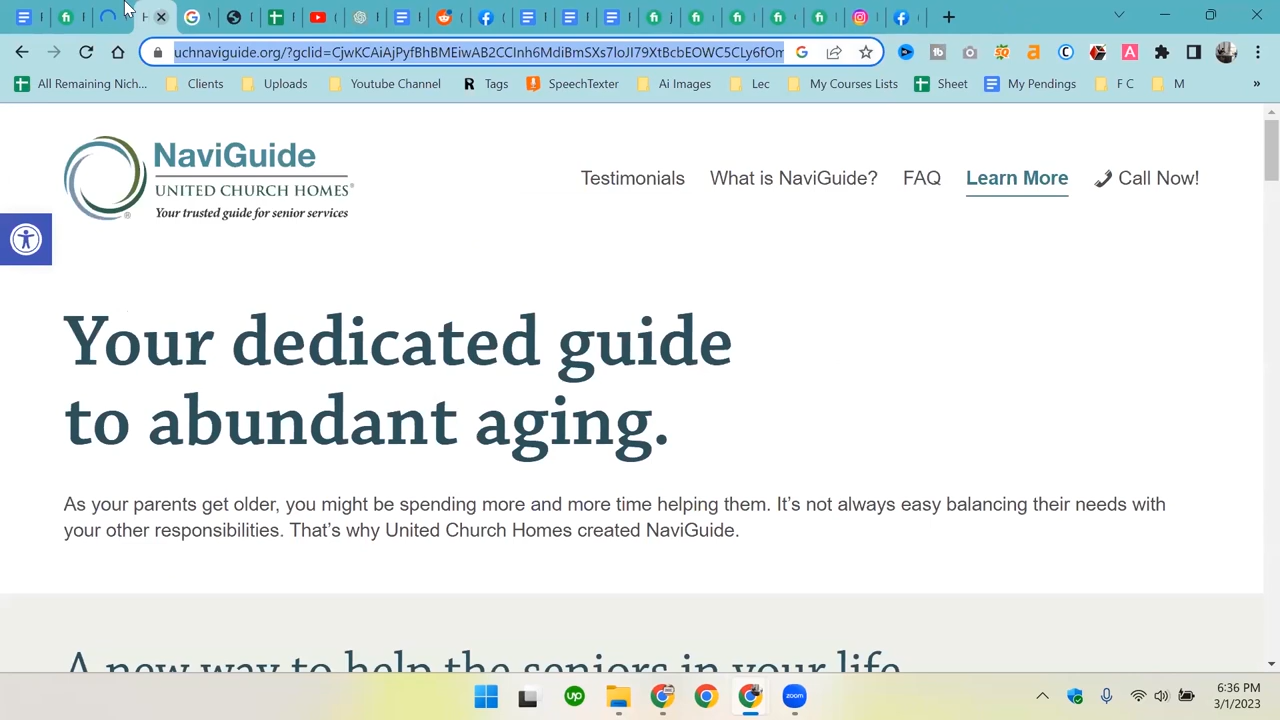 uchnaviguide.org/?gclid=CjwKCAiAjPyfBhBMEiwAB2CCInh6MdiBmSXs7loJI79XtBcbEOWC5CLy6fOm
All Remaining Nich...
Clients
Uploads
Youtube Channel
Tags
SpeechTexter
Ai Images
Lec
My Courses Lists
Sheet
My Pendings
F C
M
»
NaviGuide
UNITED CHURCH HOMES®
Your trusted guide for senior services
Testimonials
What is NaviGuide?
FAQ
Learn More
Call Now!
Your dedicated guide
to abundant aging.
As your parents get older, you might be spending more and more time helping them. It’s not always easy balancing their needs with
your other responsibilities. That’s why United Church Homes created NaviGuide.
A new way to help the seniors in your life
up
zoom
6:36 PM
3/1/2023